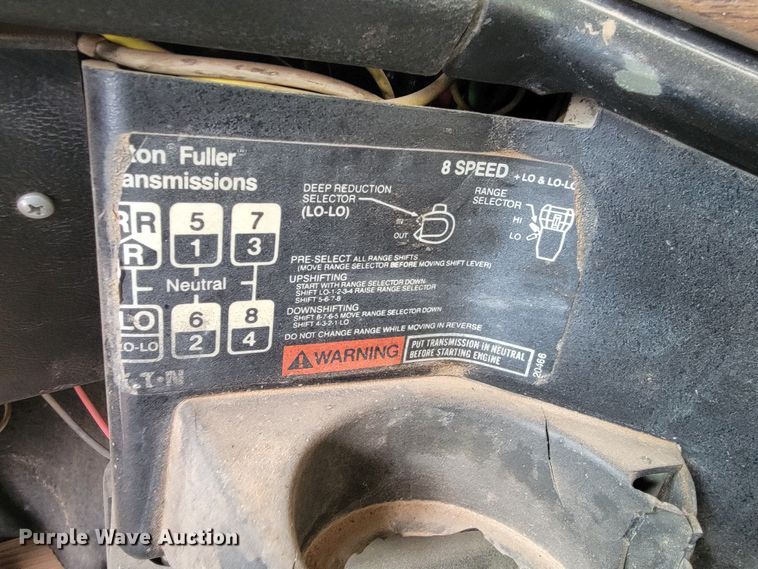 ton Fuller
ansmissions
8 SPEED + LO & LO-LO
DEEP REDUCTION
SELECTOR
(LO-LO)
IN
OUT
RANGE
SELECTOR
HI
LO
RR
R
5
1
7
3
Neutral
LO
LO-LO
6
2
8
4
PRE-SELECT ALL RANGE SHIFTS
(MOVE RANGE SELECTOR BEFORE MOVING SHIFT LEVER)
UPSHIFTING
START WITH RANGE SELECTOR DOWN
SHIFT LO-1-2-3-4 RAISE RANGE SELECTOR
SHIFT 5-6-7-8
DOWNSHIFTING
SHIFT 8-7-6-5 MOVE RANGE SELECTOR DOWN
SHIFT 4-3-2-1 LO
DO NOT CHANGE RANGE WHILE MOVING IN REVERSE
WARNING
PUT TRANSMISSION IN NEUTRAL
BEFORE STARTING ENGINE
20466
T·N
Purple Wave Auction